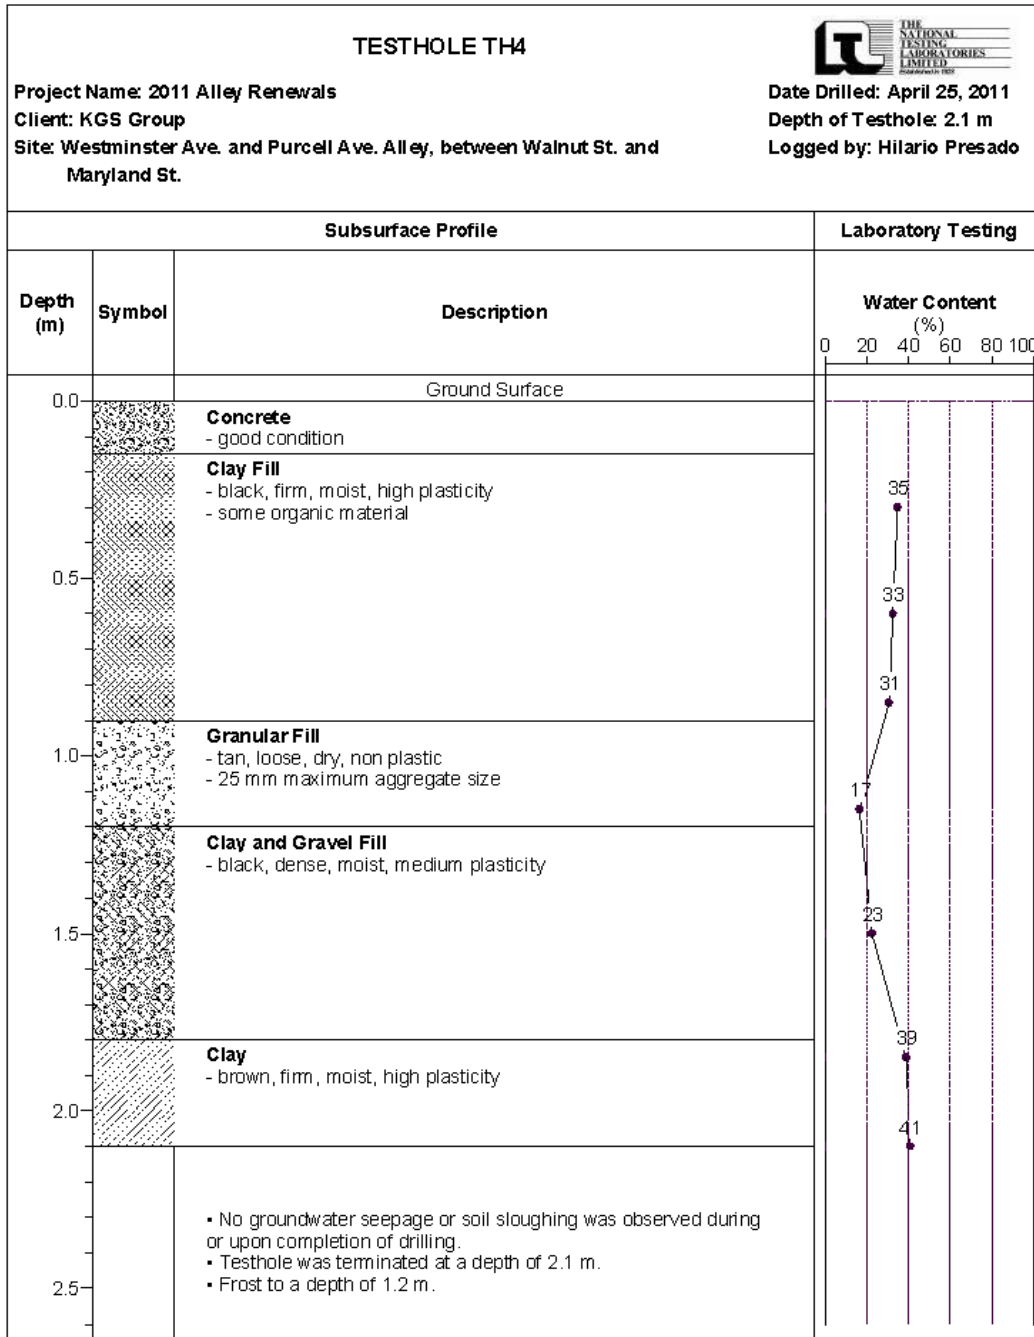 TESTHOLE TH4
THE
NATIONAL
TESTING
LABORATORIES
LIMITED
Established in 1923
Project Name: 2011 Alley Renewals
Client: KGS Group
Site: Westminster Ave. and Purcell Ave. Alley, between Walnut St. and
Maryland St.
Date Drilled: April 25, 2011
Depth of Testhole: 2.1 m
Logged by: Hilario Presado
Subsurface Profile
Laboratory Testing
Depth
(m)
Symbol
Description
Water Content
(%)
0 20 40 60 80 100
Ground Surface
0.0
Concrete
- good condition
Clay Fill
- black, firm, moist, high plasticity
- some organic material
35
0.5
33
31
Granular Fill
1.0
- tan, loose, dry, non plastic
- 25 mm maximum aggregate size
17
Clay and Gravel Fill
- black, dense, moist, medium plasticity
23
1.5
39
Clay
- brown, firm, moist, high plasticity
2.0
41
▪ No groundwater seepage or soil sloughing was observed during
or upon completion of drilling.
▪ Testhole was terminated at a depth of 2.1 m.
▪ Frost to a depth of 1.2 m.
2.5